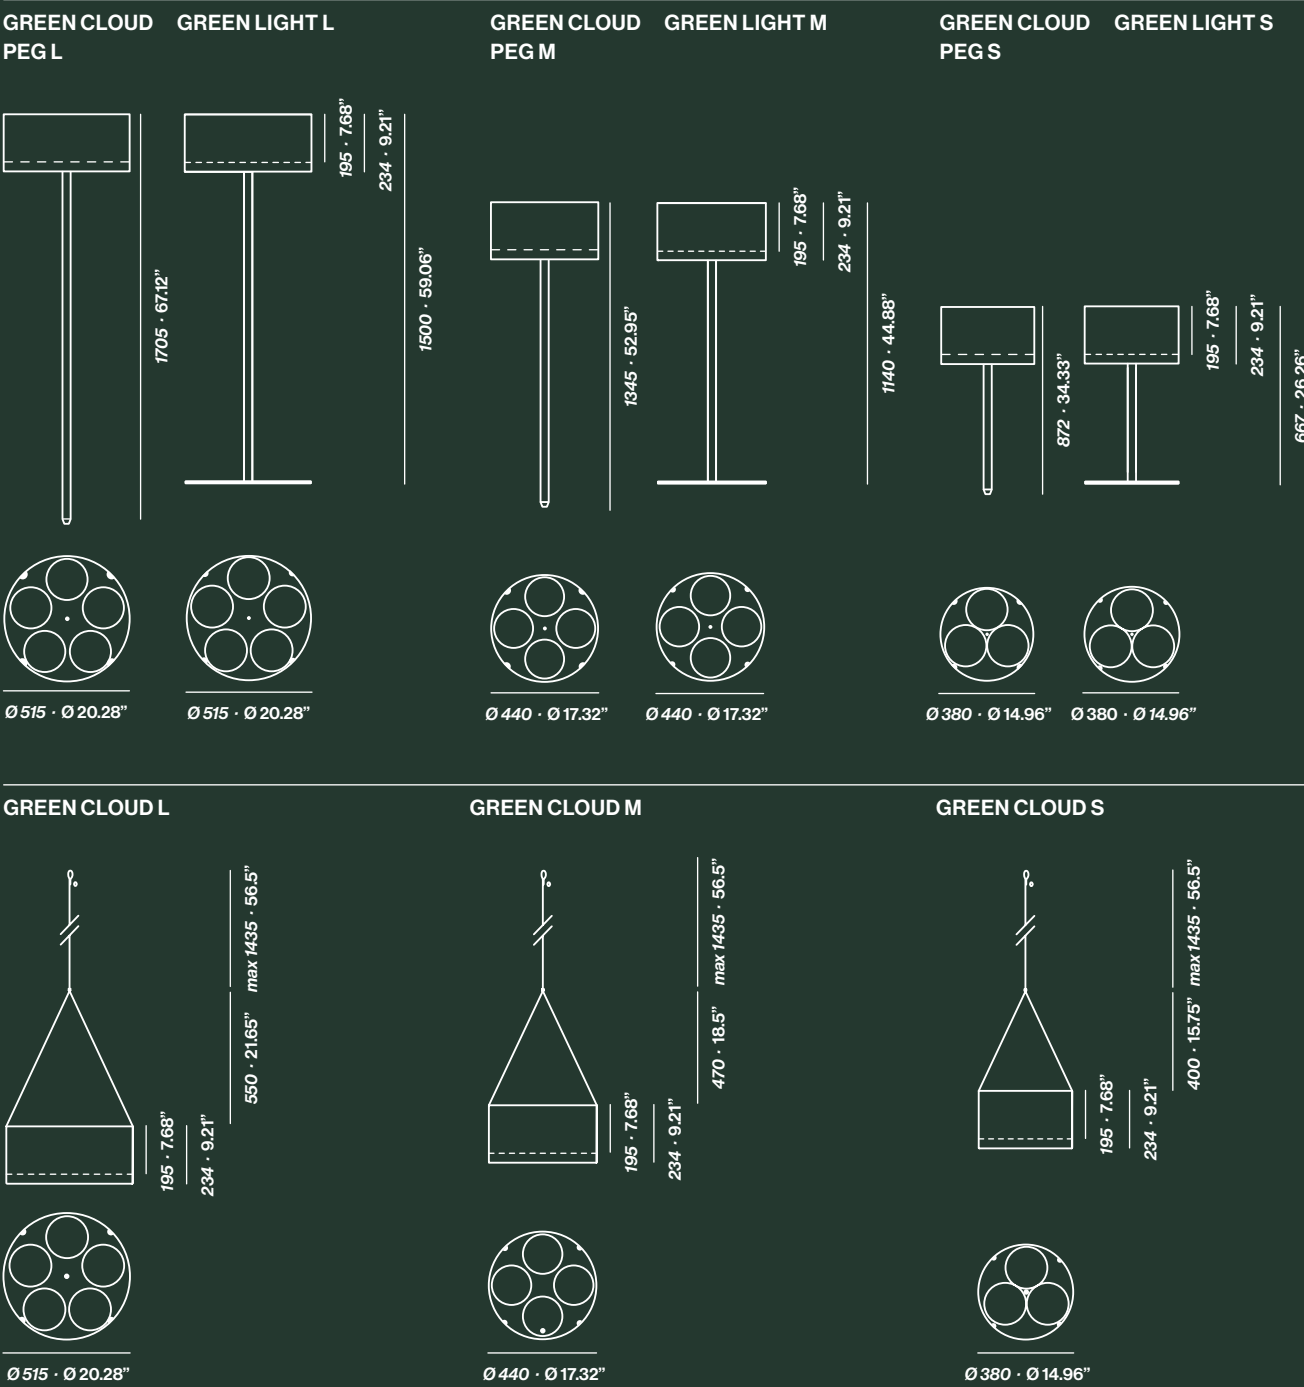 GREEN CLOUD PEG L
GREEN LIGHT L
195 · 7.68”
234 · 9.21”
1705 · 67.12”
1500 · 59.06”
Ø 515 · Ø 20.28”
Ø 515 · Ø 20.28”
GREEN CLOUD PEG M
GREEN LIGHT M
195 · 7.68”
234 · 9.21”
1345 · 52.95”
1140 · 44.88”
Ø 440 · Ø 17.32”
Ø 440 · Ø 17.32”
GREEN CLOUD PEG S
GREEN LIGHT S
195 · 7.68”
234 · 9.21”
872 · 34.33”
667 · 26.26”
Ø 380 · Ø 14.96”
Ø 380 · Ø 14.96”
GREEN CLOUD L
max 1435 · 56.5”
550 · 21.65”
195 · 7.68”
234 · 9.21”
Ø 515 · Ø 20.28”
GREEN CLOUD M
max 1435 · 56.5”
470 · 18.5”
195 · 7.68”
234 · 9.21”
Ø 440 · Ø 17.32”
GREEN CLOUD S
max 1435 · 56.5”
400 · 15.75”
195 · 7.68”
234 · 9.21”
Ø 380 · Ø 14.96”